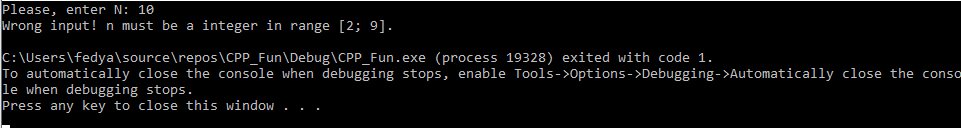 Please, enter N: 10
Wrong input! n must be a integer in range [2; 9].
C:\Users\fedya\source\repos\CPP_Fun\Debug\CPP_Fun.exe (process 19328) exited with code 1.
To automatically close the console when debugging stops, enable Tools->Options->Debugging->Automatically close the conso
le when debugging stops.
Press any key to close this window . . .